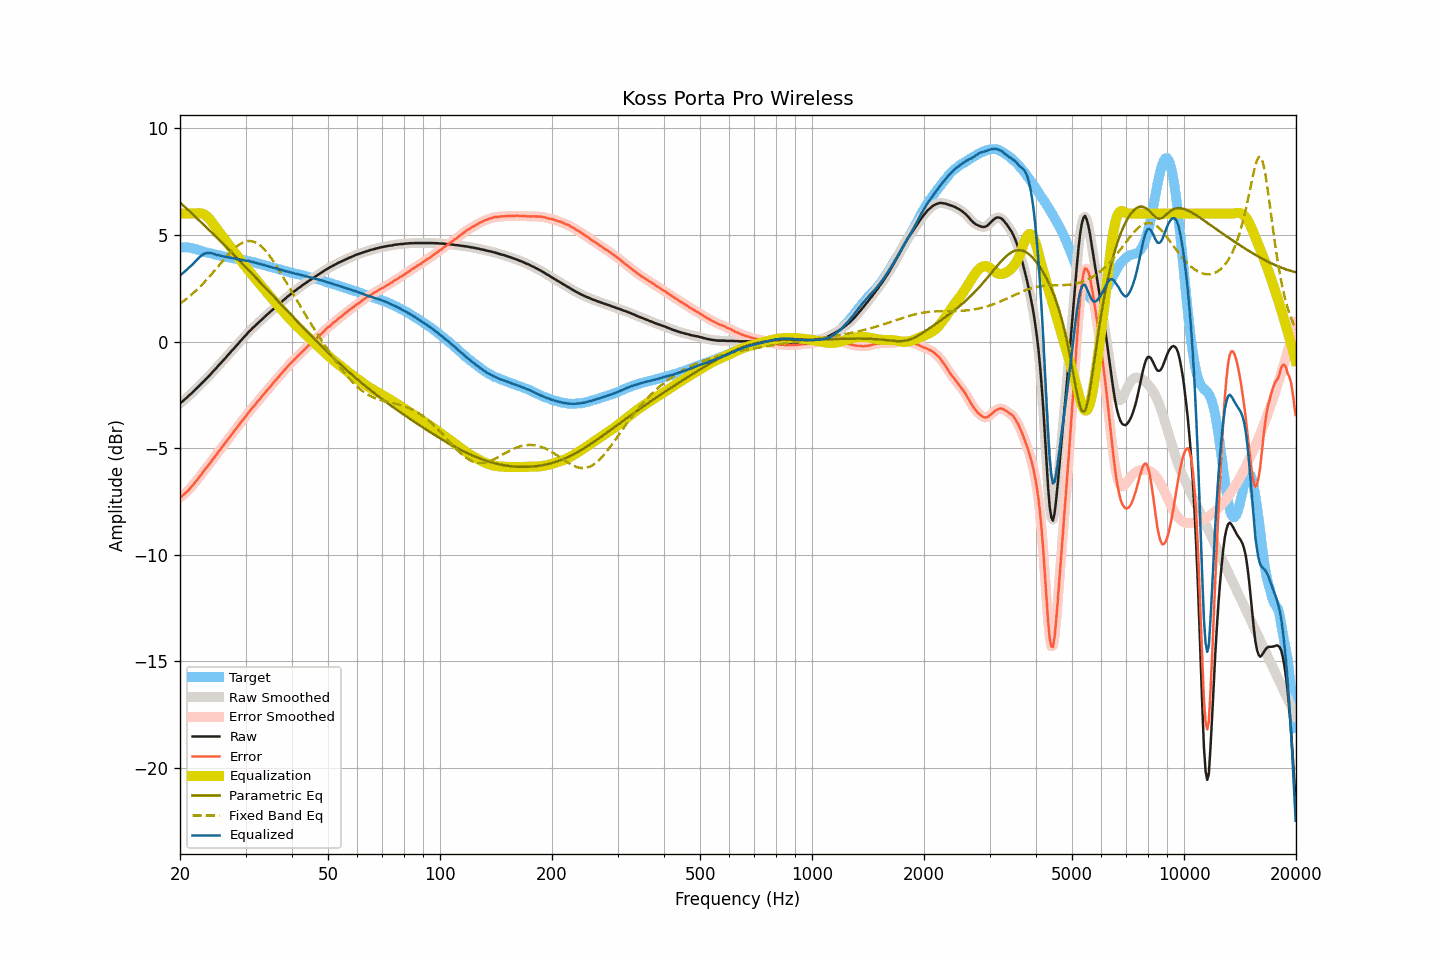 Koss Porta Pro Wireless
10
5
0
−5
−10
−15
−20
Amplitude (dBr)
Target
Raw Smoothed
Error Smoothed
Raw
Error
Equalization
Parametric Eq
Fixed Band Eq
Equalized
20 50 100 200 500 1000 2000 5000 10000 20000
Frequency (Hz)